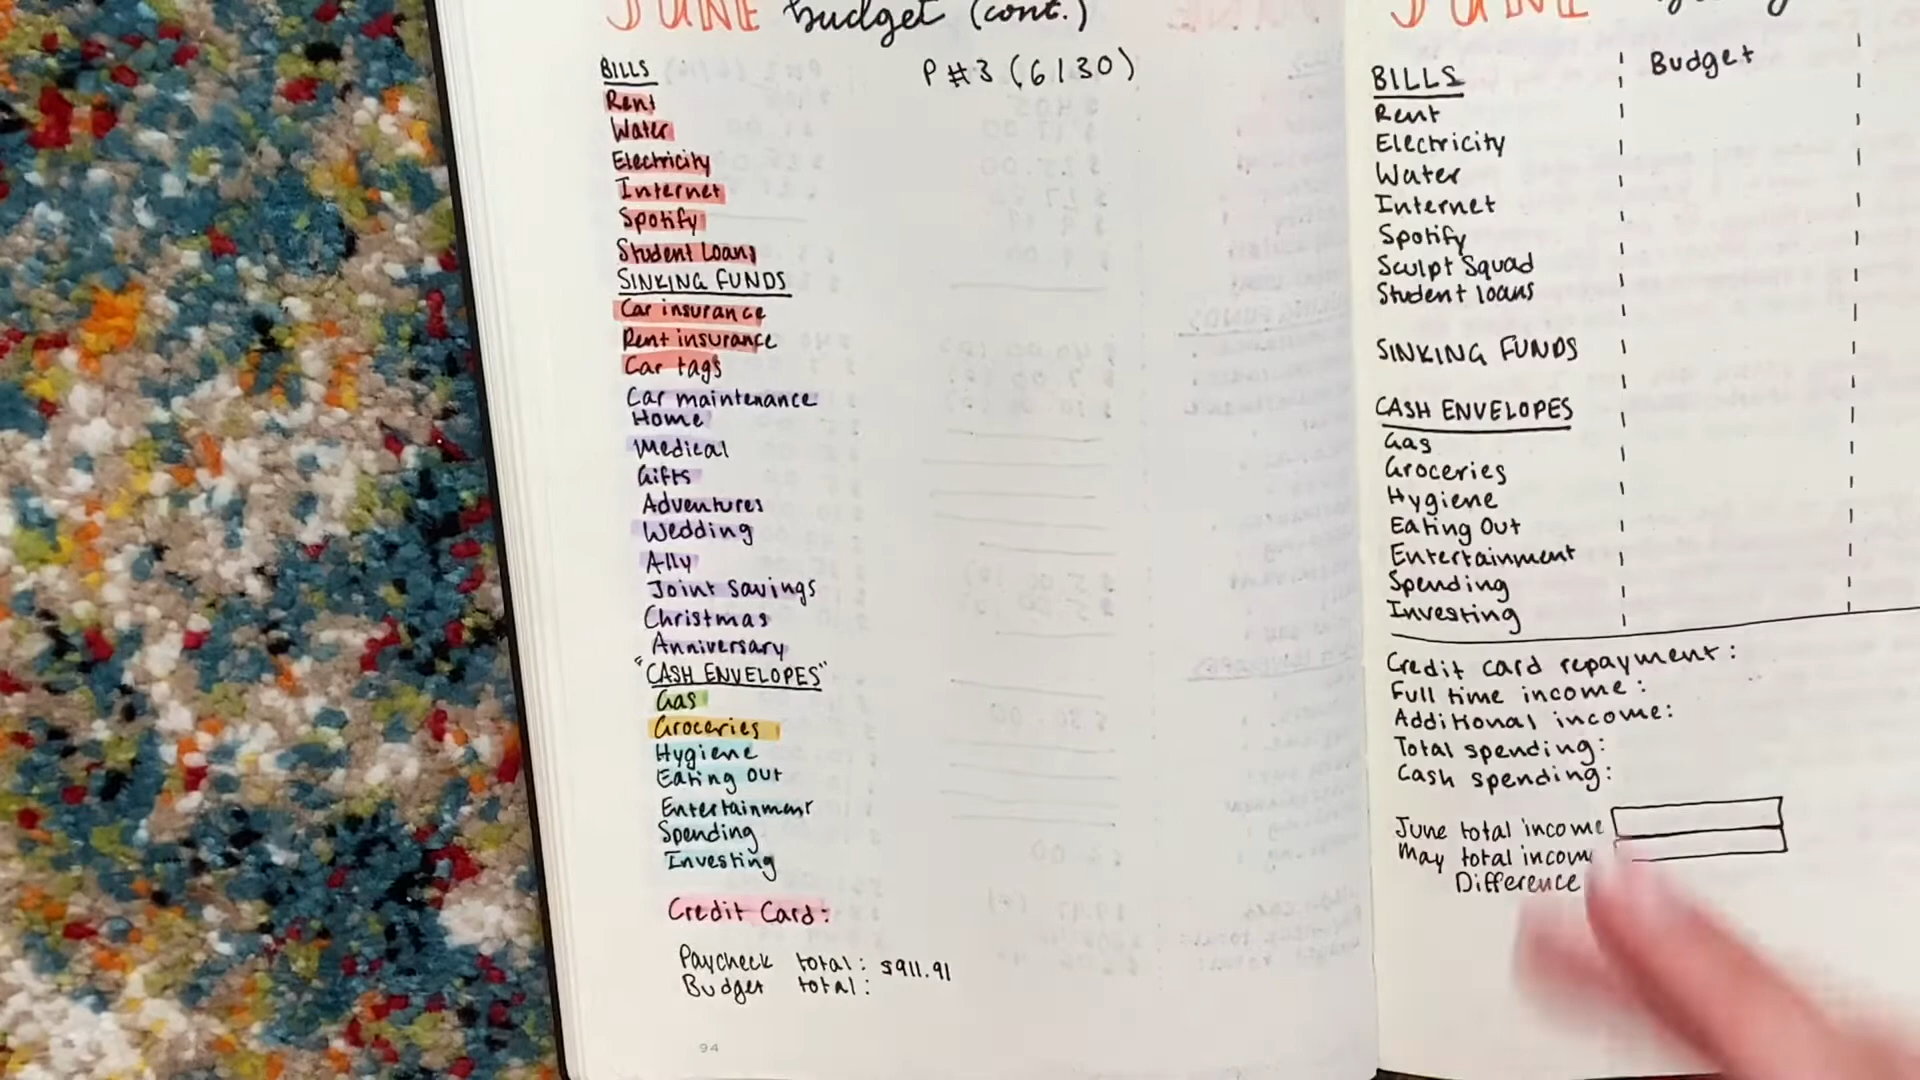 JUNE budget (cont.)
BILLS
P #3 (6/30)
Rent
Water
Electricity
Internet
Spotify
Student Loans
SINKING FUNDS
Car insurance
Rent insurance
Car tags
Car maintenance
Home
Medical
Gifts
Adventures
Wedding
Ally
Joint Savings
Christmas
Anniversary
"CASH ENVELOPES"
Gas
Groceries
Hygiene
Eating Out
Entertainment
Spending
Investing
Credit Card:
Paycheck total: $911.91
Budget total:
94
JUNE
BILLS
Budget
Rent
Electricity
Water
Internet
Spotify
Sculpt Squad
Student loans
SINKING FUNDS
CASH ENVELOPES
Gas
Groceries
Hygiene
Eating Out
Entertainment
Spending
Investing
Credit card repayment:
Full time income:
Additional income:
Total spending:
Cash spending:
June total income
May total income
Difference